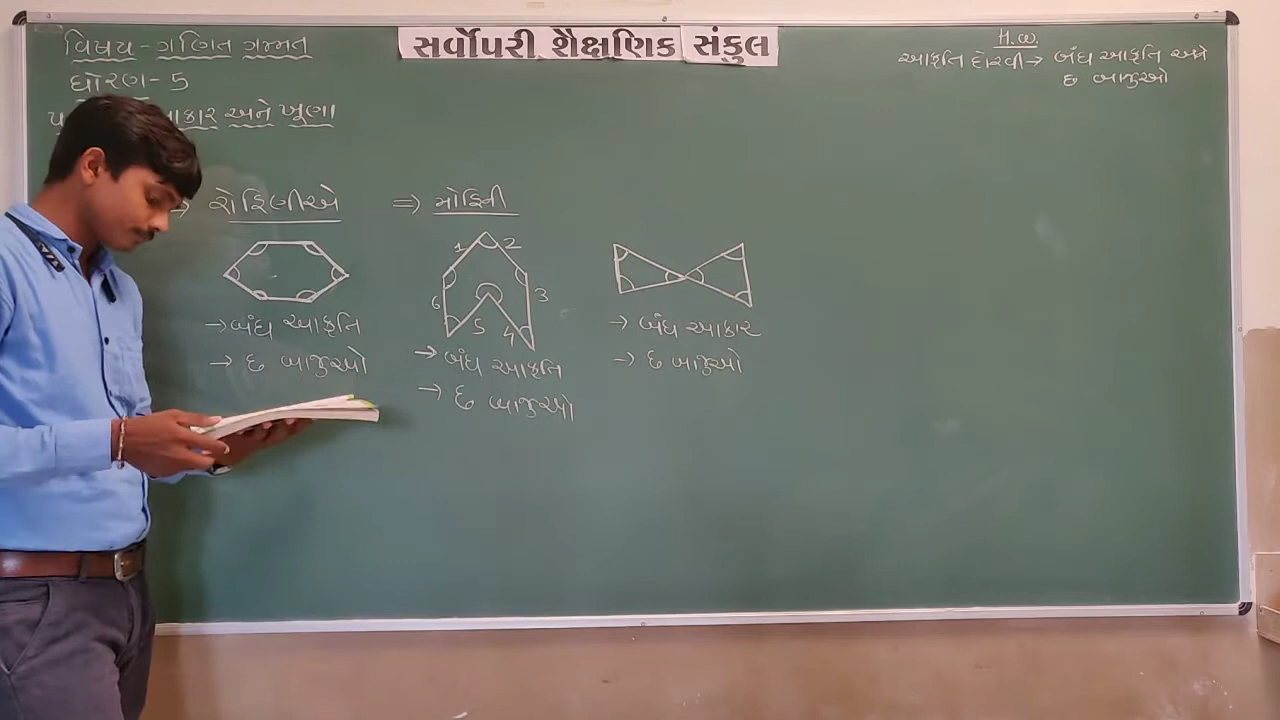 સર્વોપરી શૈક્ષણિક સંકુલ
વિષય - ગણિત ગમ્મત
ધોરણ - 5
આકાર અને ખૂણા
H.W.
આકૃતિ દોરવી → બંધ આકૃતિ અને
૬ બાજુઓ
રોહિણીએ
→ બંધ આકૃતિ
→ ૬ બાજુઓ
⇒ મોહિની
1 2
6 3
5 4
→ બંધ આકૃતિ
→ ૬ બાજુઓ
→ બંધ આકાર
→ ૬ બાજુઓ